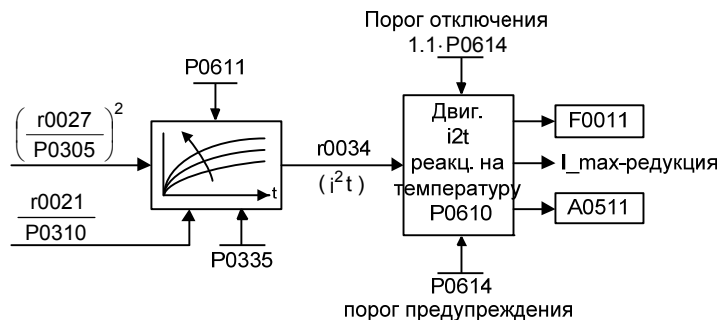 Порог отключения
1.1·P0614
P0611
(r0027/P0305)²
r0021/P0310
t
P0335
r0034
(i²t)
Двиг.
i2t
реакц. на
температуру
P0610
F0011
I_max-редукция
A0511
P0614
порог предупреждения